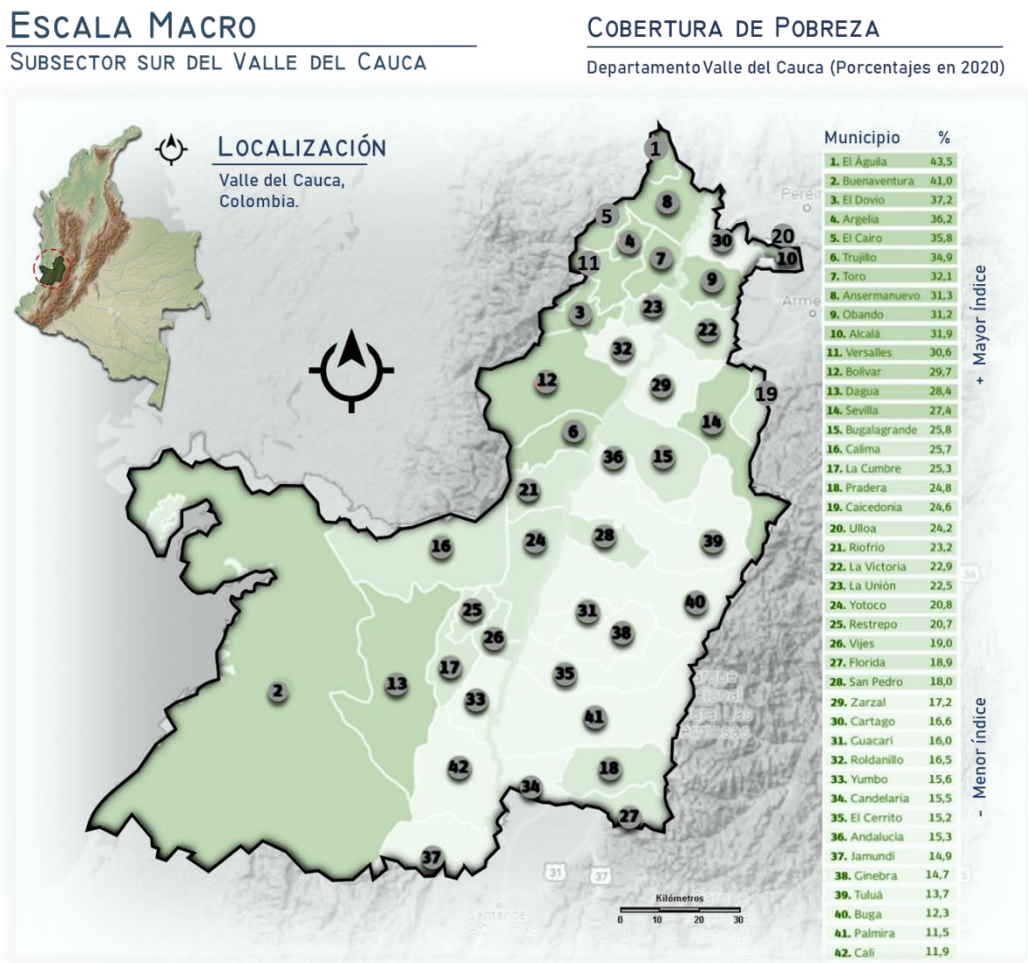 ESCALA MACRO
SUBSECTOR SUR DEL VALLE DEL CAUCA
COBERTURA DE POBREZA
Departamento Valle del Cauca (Porcentajes en 2020)
LOCALIZACIÓN
Valle del Cauca,
Colombia.
Municipio %
1. El Águila 43,5
2. Buenaventura 41,0
3. El Dovio 37,2
4. Argelia 36,2
5. El Cairo 35,8
6. Trujillo 34,9
7. Toro 32,1
8. Ansermanuevo 31,3
9. Obando 31,2
10. Alcalá 31,9
11. Versalles 30,6
12. Bolivar 29,7
13. Dagua 28,4
14. Sevilla 27,4
15. Bugalagrande 25,8
16. Calima 25,7
17. La Cumbre 25,3
18. Pradera 24,8
19. Caicedonia 24,6
20. Ulloa 24,2
21. Riofrío 23,2
22. La Victoria 22,9
23. La Unión 22,5
24. Yotoco 20,8
25. Restrepo 20,7
26. Vijes 19,0
27. Florida 18,9
28. San Pedro 18,0
29. Zarzal 17,2
30. Cartago 16,6
31. Guacarí 16,0
32. Roldanillo 16,5
33. Yumbo 15,6
34. Candelaria 15,5
35. El Cerrito 15,2
36. Andalucía 15,3
37. Jamundí 14,9
38. Ginebra 14,7
39. Tuluá 13,7
40. Buga 12,3
41. Palmira 11,5
42. Cali 11,9
+ Mayor índice
- Menor índice
1
8
5
30
20
4
11
7
10
9
3
23
22
32
12
29
19
14
6
36
15
21
16
24
28
39
25
40
31
26
38
17
35
2
13
33
41
42
18
34
27
37
Perei
Arme
36
31
37
Santande
Kilómetros
0 10 20 30